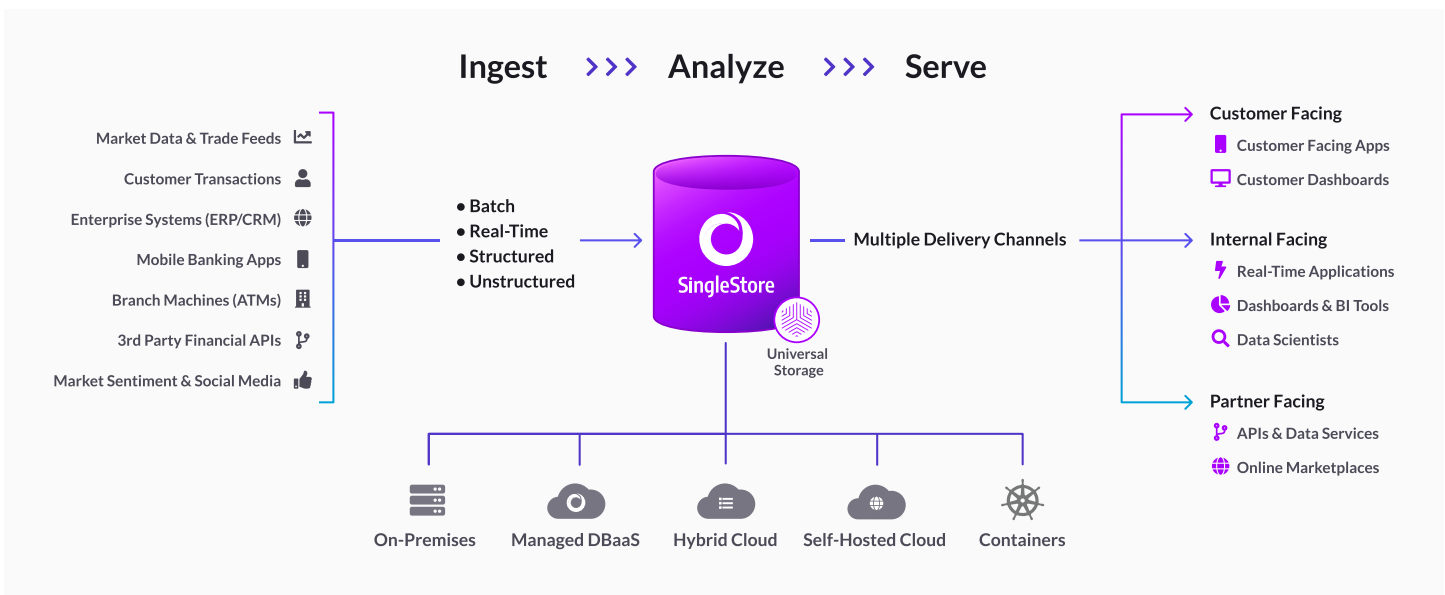 Ingest >>> Analyze >>> Serve
Market Data & Trade Feeds
Customer Transactions
Enterprise Systems (ERP/CRM)
Mobile Banking Apps
Branch Machines (ATMs)
3rd Party Financial APIs
Market Sentiment & Social Media
• Batch
• Real-Time
• Structured
• Unstructured
SingleStore
Universal
Storage
Multiple Delivery Channels
Customer Facing
Customer Facing Apps
Customer Dashboards
Internal Facing
Real-Time Applications
Dashboards & BI Tools
Data Scientists
Partner Facing
APIs & Data Services
Online Marketplaces
On-Premises
Managed DBaaS
Hybrid Cloud
Self-Hosted Cloud
Containers